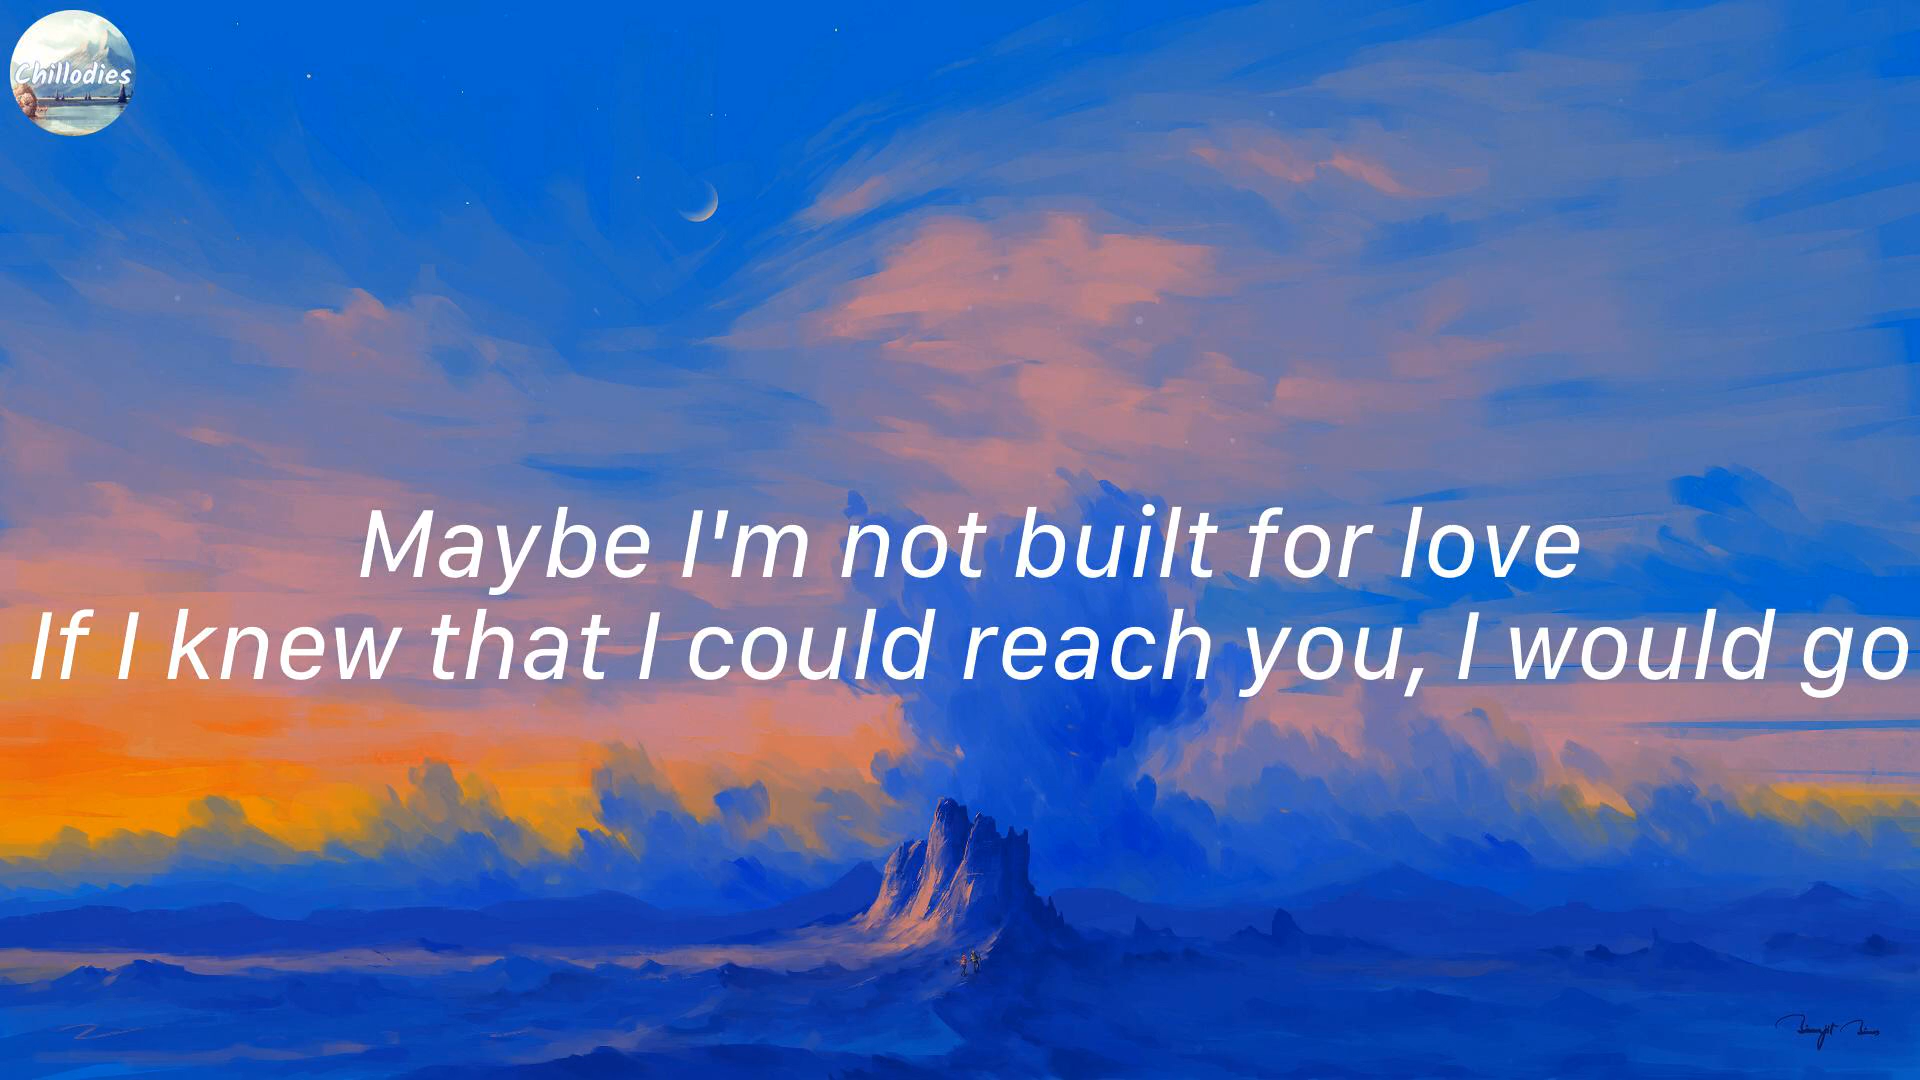 Chillodies
Maybe I'm not built for love
If I knew that I could reach you, I would go